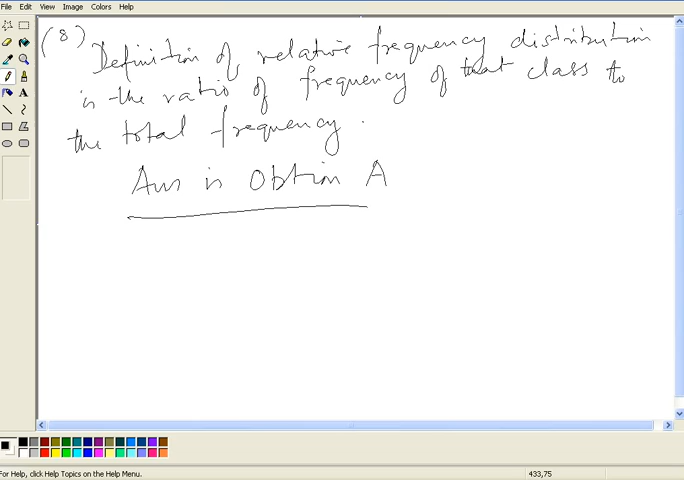 File Edit View Image Colors Help
(8) Definition of relative frequency distribution
is the ratio of frequency of that class to
the total frequency.
Ans is Obtion A
For Help, click Help Topics on the Help Menu.
433,75